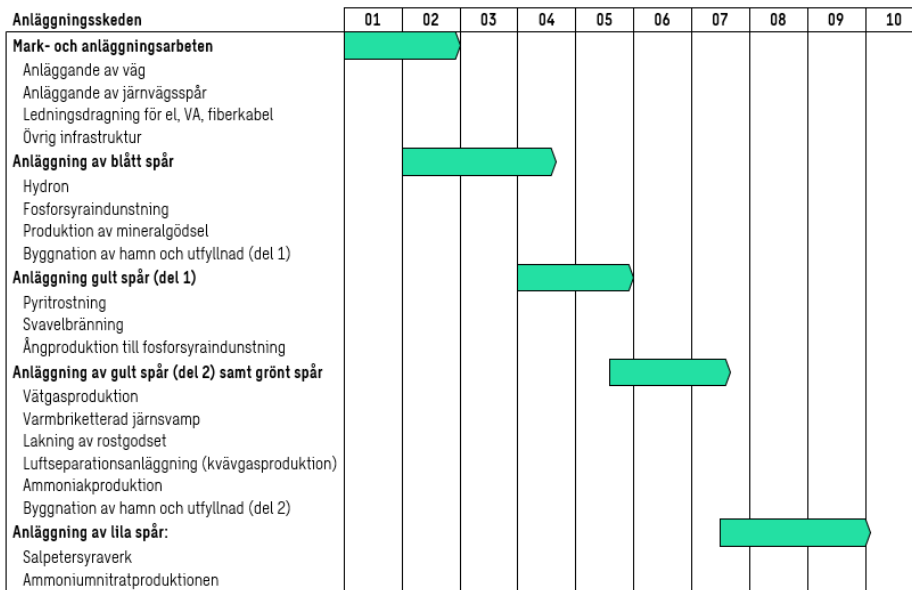 Anläggningsskeden 01 02 03 04 05 06 07 08 09 10
Mark- och anläggningsarbeten
Anläggande av väg
Anläggande av järnvägsspår
Ledningsdragning för el, VA, fiberkabel
Övrig infrastruktur
Anläggning av blått spår
Hydron
Fosforsyraindunstning
Produktion av mineralgödsel
Byggnation av hamn och utfyllnad (del 1)
Anläggning gult spår (del 1)
Pyritrostning
Svavelbränning
Ångproduktion till fosforsyraindunstning
Anläggning av gult spår (del 2) samt grönt spår
Vätgasproduktion
Varmbriketterad järnsvamp
Lakning av rostgodset
Luftseparationsanläggning (kvävgasproduktion)
Ammoniakproduktion
Byggnation av hamn och utfyllnad (del 2)
Anläggning av lila spår:
Salpetersyraverk
Ammoniumnitratproduktionen